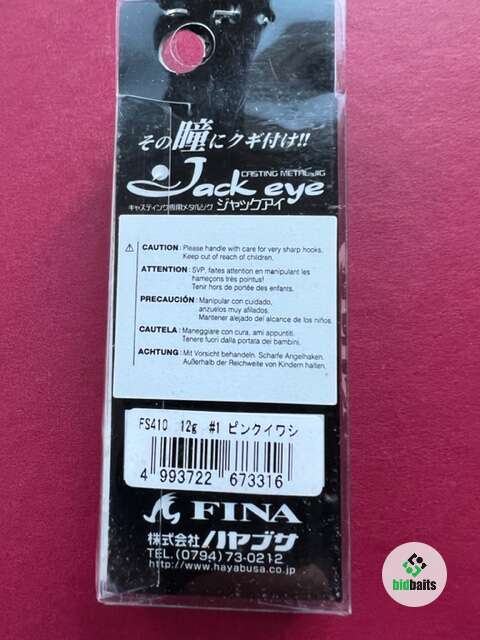 その瞳にクギ付け!!
CASTING METAL JIG
Jack eye
キャスティング専用メタルジグ ジャックアイ
⚠ CAUTION : Please handle with care for very sharp hooks.
Keep out of reach of children.
ATTENTION : SVP, faites attention en manipulant les
hameçons très pointus!
Tenir hors de portée des enfants.
PRECAUCIÓN : Manipular con cuidado,
anzuelos muy afilados.
Mantener alejado del alcance de los niños.
CAUTELA : Maneggiare con cura, ami appuntiti.
Tenere fuori dalla portata dei bambini.
ACHTUNG : Mit Vorsicht behandeln. Scharfe Angelhaken.
Außerhalb der Reichweite von Kindern halten.
FS410 12g #1 ピンクイワシ
4 993722 673316
FINA
株式会社 ハヤブサ
TEL.(0794)73-0212
http://www.hayabusa.co.jp
bidbaits